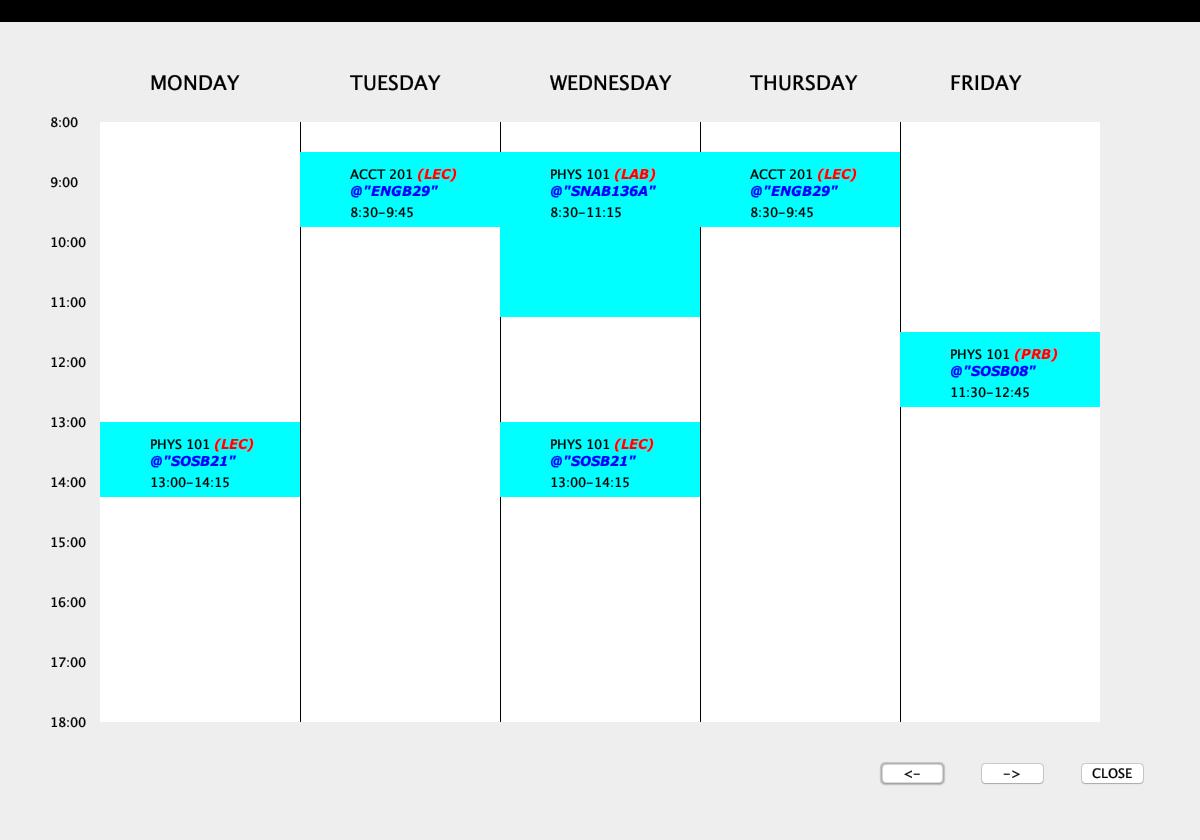 MONDAY TUESDAY WEDNESDAY THURSDAY FRIDAY
8:00
9:00
10:00
11:00
12:00
13:00
14:00
15:00
16:00
17:00
18:00
PHYS 101 (LEC)
@"SOSB21"
13:00-14:15
ACCT 201 (LEC)
@"ENGB29"
8:30-9:45
PHYS 101 (LAB)
@"SNAB136A"
8:30-11:15
PHYS 101 (LEC)
@"SOSB21"
13:00-14:15
ACCT 201 (LEC)
@"ENGB29"
8:30-9:45
PHYS 101 (PRB)
@"SOSB08"
11:30-12:45
<- -> CLOSE